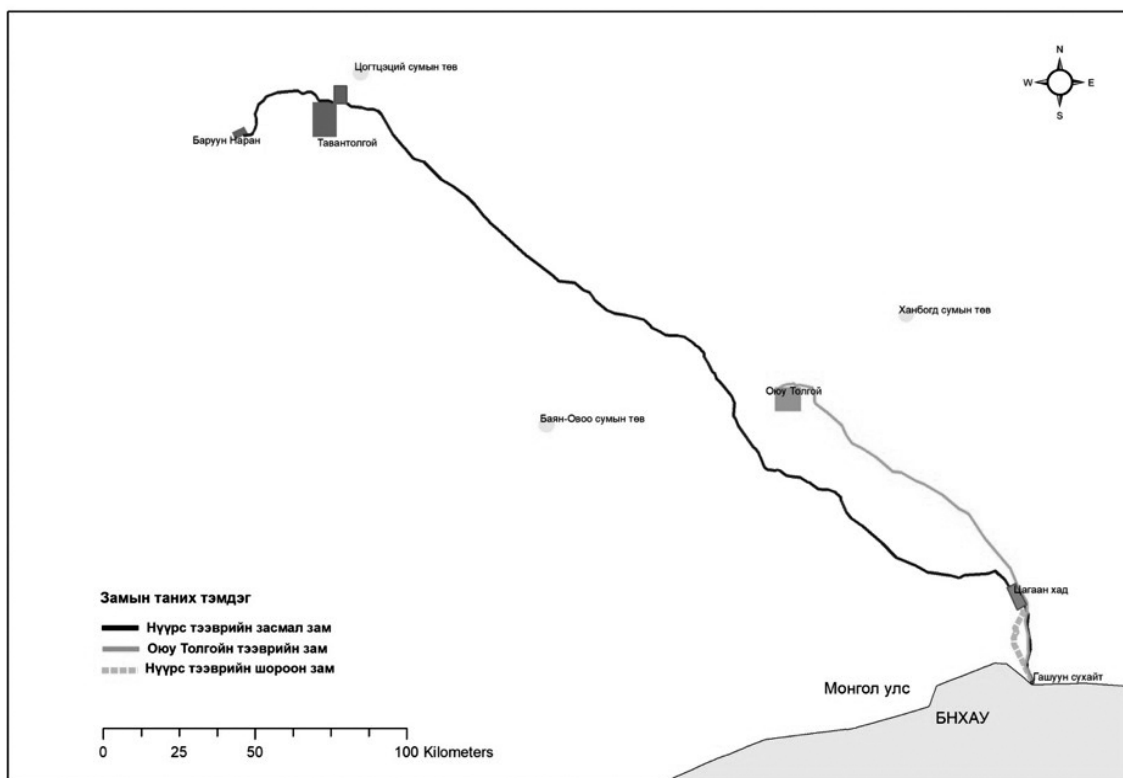 Цогтцэций сумын төв
N
W E
S
Баруун Наран
Тавантолгой
Ханбогд сумын төв
Оюу Толгой
Баян-Овоо сумын төв
Цагаан хад
Замын таних тэмдэг
Нүүрс тээврийн засмал зам
Оюу Толгойн тээврийн зам
Нүүрс тээврийн шороон зам
Гашуун сухайт
Монгол улс
БНХАУ
0 25 50 100 Kilometers